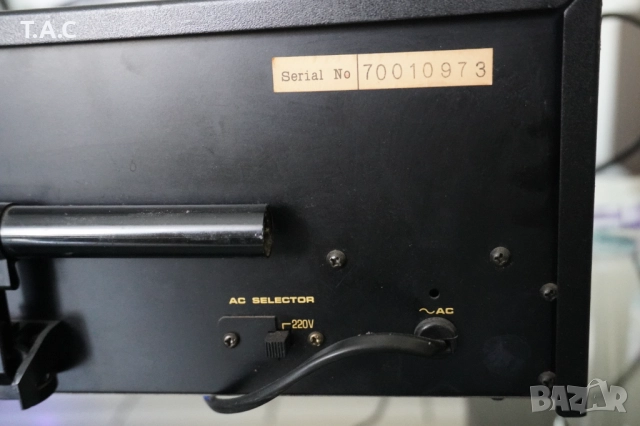 T.A.C
Serial No 70010973
AC SELECTOR
220V
~AC
BAZAR